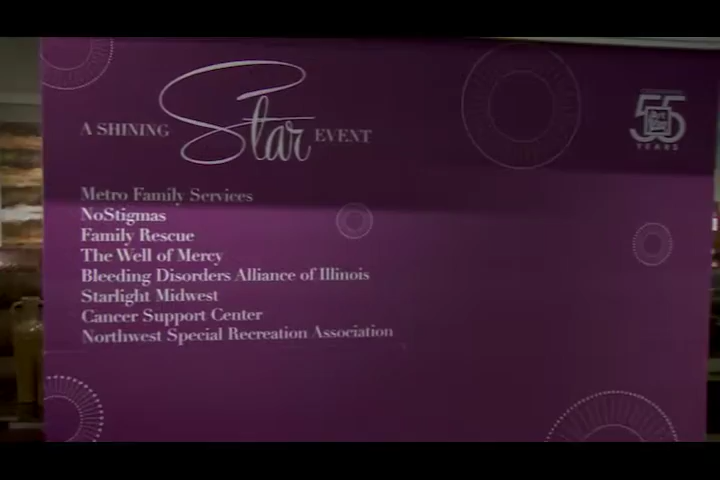 A SHINING Star EVENT
55
YEARS
Metro Family Services
NoStigmas
Family Rescue
The Well of Mercy
Bleeding Disorders Alliance of Illinois
Starlight Midwest
Cancer Support Center
Northwest Special Recreation Association